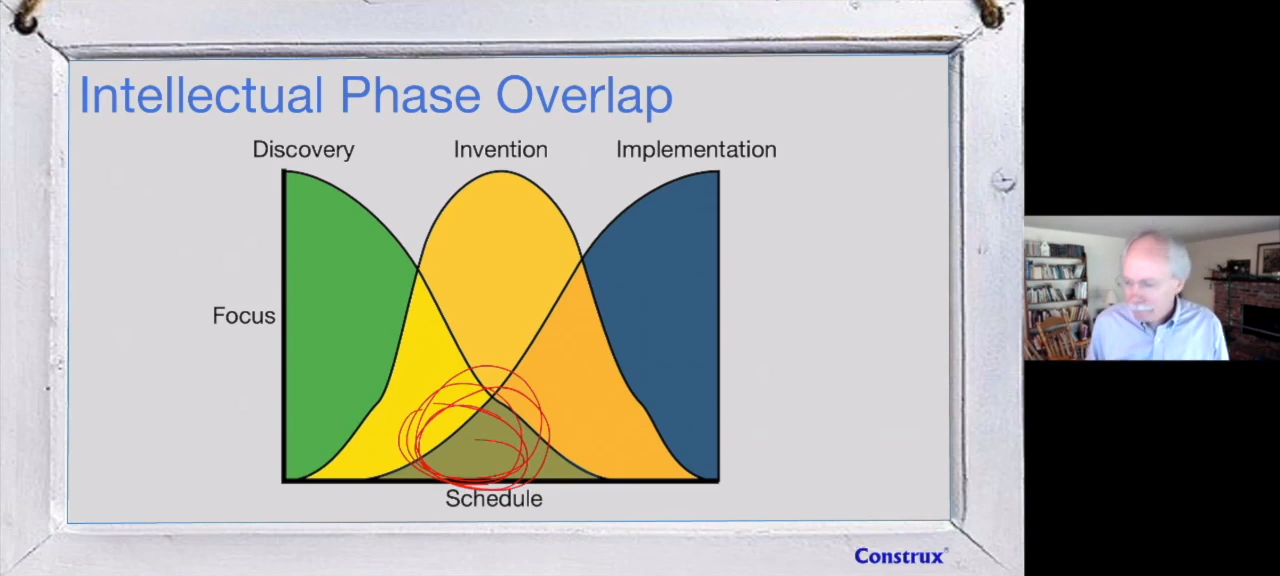 Intellectual Phase Overlap
Discovery Invention Implementation
Focus
Schedule
Construx®